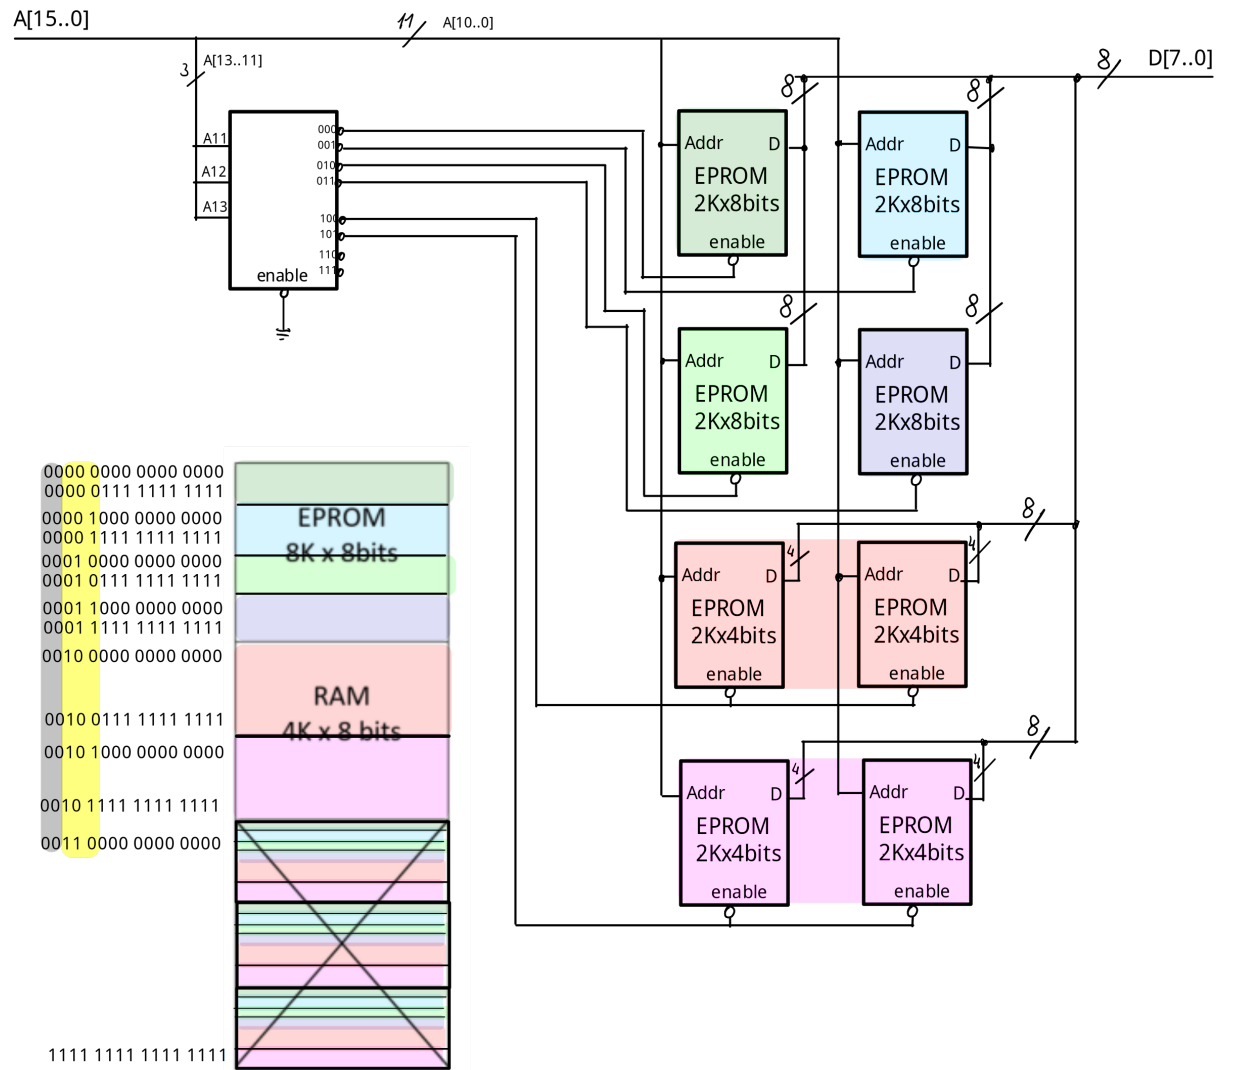 A[15..0]
11
A[10..0]
3
A[13..11]
8
D[7..0]
A11
A12
A13
000
001
010
011
100
101
110
111
enable
8
Addr D
EPROM
2Kx8bits
enable
8
Addr D
EPROM
2Kx8bits
enable
8
Addr D
EPROM
2Kx8bits
enable
8
Addr D
EPROM
2Kx8bits
enable
8
4
Addr D
EPROM
2Kx4bits
enable
4
Addr D
EPROM
2Kx4bits
enable
8
4
Addr D
EPROM
2Kx4bits
enable
4
Addr D
EPROM
2Kx4bits
enable
0000 0000 0000 0000
0000 0111 1111 1111
0000 1000 0000 0000
0000 1111 1111 1111
0001 0000 0000 0000
0001 0111 1111 1111
0001 1000 0000 0000
0001 1111 1111 1111
0010 0000 0000 0000
0010 0111 1111 1111
0010 1000 0000 0000
0010 1111 1111 1111
0011 0000 0000 0000
1111 1111 1111 1111
EPROM
8K x 8bits
RAM
4K x 8 bits